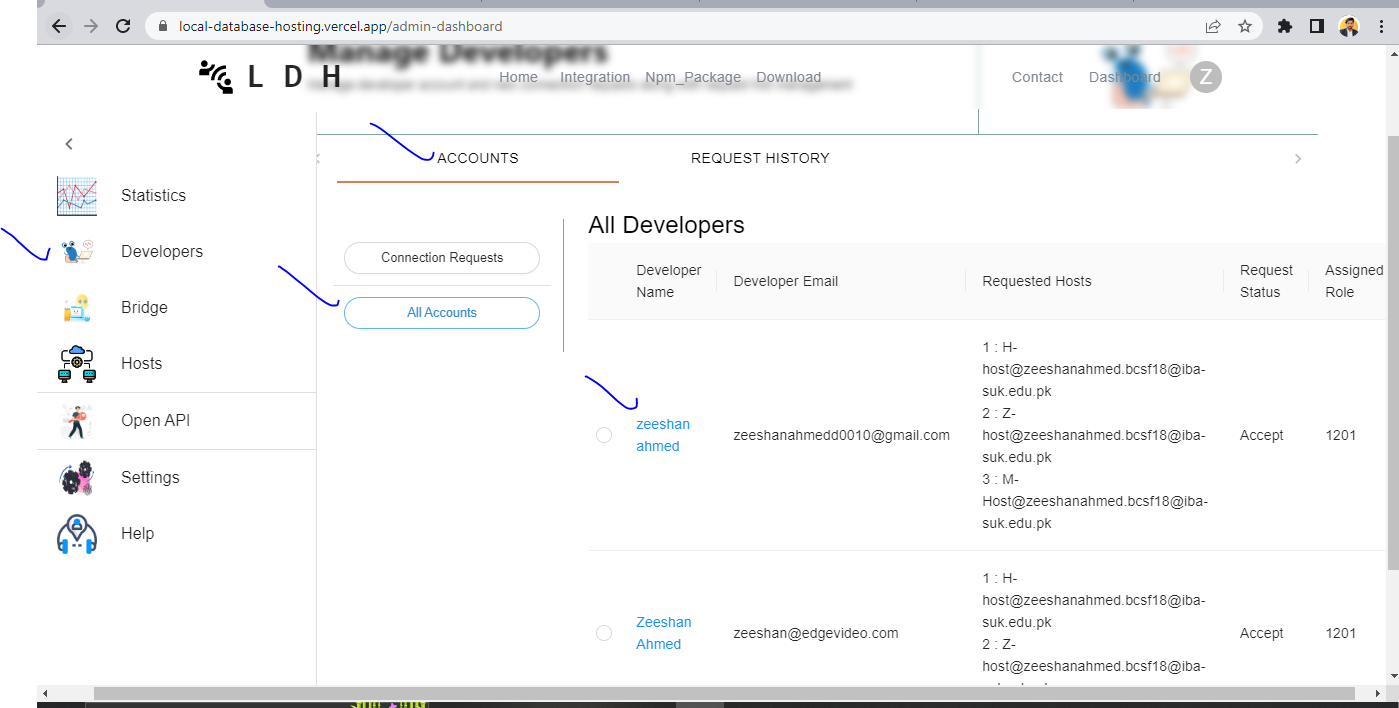 local-database-hosting.vercel.app/admin-dashboard
Manage Developers
L D H
Home Integration Npm_Package Download Contact Dashboard Z
Statistics
Developers
Bridge
Hosts
Open API
Settings
Help
ACCOUNTS REQUEST HISTORY
Connection Requests
All Accounts
All Developers
Developer
Name
Developer Email
Requested Hosts
Request
Status
Assigned
Role
zeeshan
ahmed
zeeshanahmedd0010@gmail.com
1 : H-
host@zeeshanahmed.bcsf18@iba-
suk.edu.pk
2 : Z-
host@zeeshanahmed.bcsf18@iba-
suk.edu.pk
3 : M-
Host@zeeshanahmed.bcsf18@iba-
suk.edu.pk
Accept
1201
Zeeshan
Ahmed
zeeshan@edgevideo.com
1 : H-
host@zeeshanahmed.bcsf18@iba-
suk.edu.pk
2 : Z-
host@zeeshanahmed.bcsf18@iba-
Accept
1201